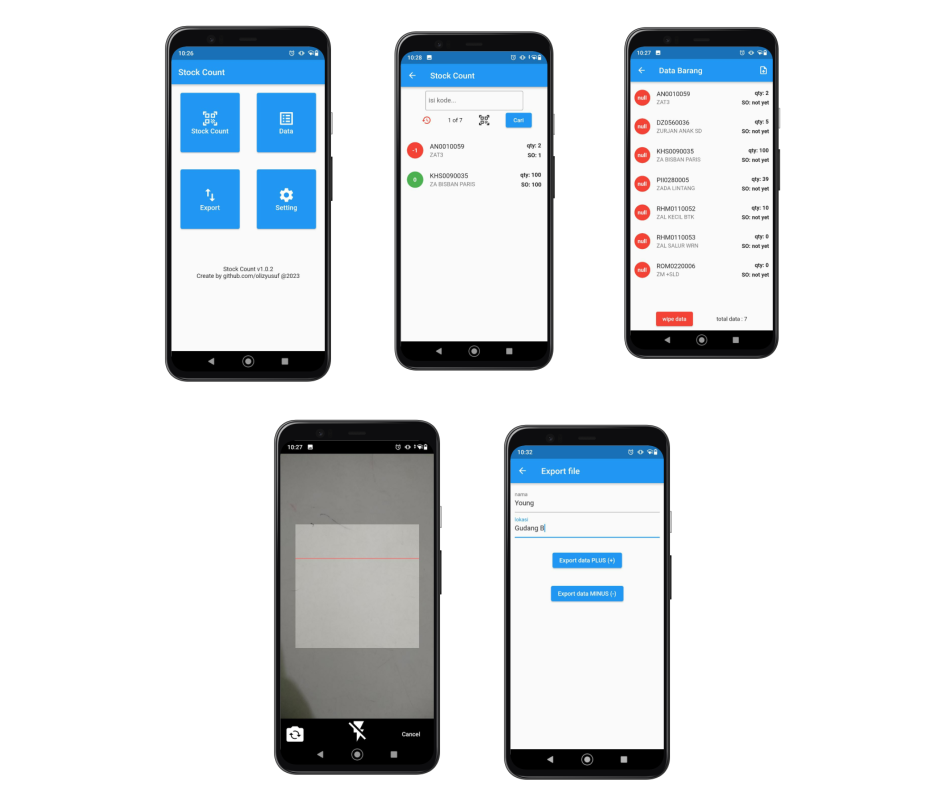 10:26
Stock Count
Stock Count
Data
Export
Setting
Stock Count v1.0.2
Create by github.com/olizyusuf @2023
10:28
Stock Count
isi kode...
1 of 7
Cari
-1
AN0010059
qty: 2
ZAT3
SO: 1
0
KHS0090035
qty: 100
ZA BISBAN PARIS
SO: 100
10:27
Data Barang
null
AN0010059
qty: 2
ZAT3
SO: not yet
null
DZ0560036
qty: 5
ZURJAN ANAK SD
SO: not yet
null
KHS0090035
qty: 100
ZA BISBAN PARIS
SO: not yet
null
PII0280005
qty: 39
ZADA LINTANG
SO: not yet
null
RHM0110052
qty: 10
ZAL KECIL BTK
SO: not yet
null
RHM0110053
qty: 0
ZAL SALUR WRN
SO: not yet
null
ROM0220006
qty: 0
ZM +SLD
SO: not yet
wipe data
total data : 7
10:27
Cancel
10:32
Export file
nama
Young
lokasi
Gudang B
Export data PLUS (+)
Export data MINUS (-)